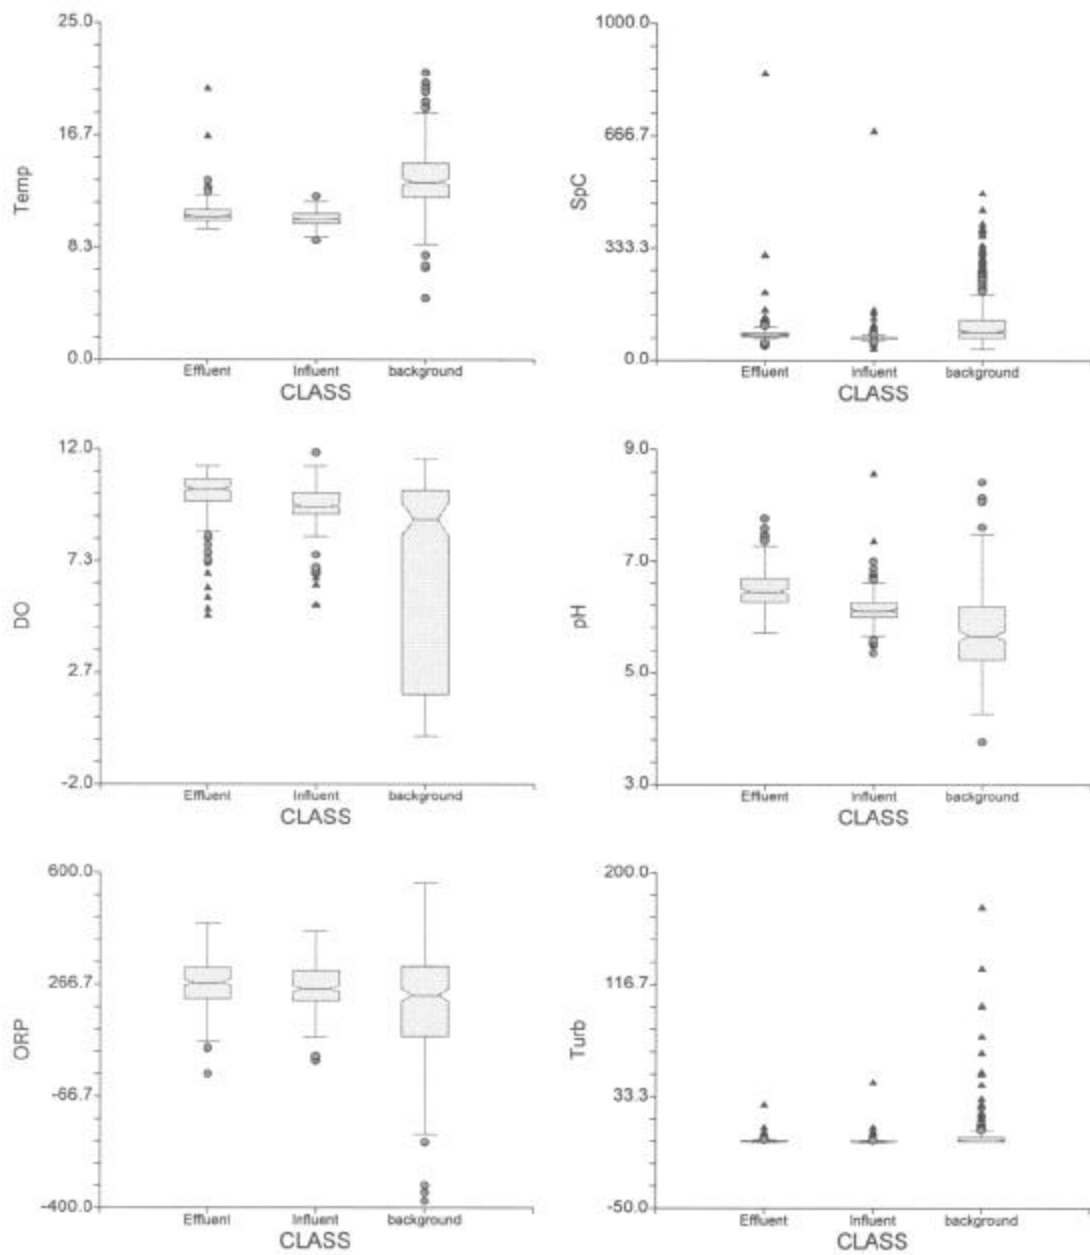 25.0
16.7
8.3
0.0
Temp
Effluent Influent background
CLASS
1000.0
666.7
333.3
0.0
SpC
Effluent Influent background
CLASS
12.0
7.3
2.7
-2.0
DO
Effluent Influent background
CLASS
9.0
7.0
5.0
3.0
pH
Effluent Influent background
CLASS
600.0
266.7
-66.7
-400.0
ORP
Effluent Influent background
CLASS
200.0
116.7
33.3
-50.0
Turb
Effluent Influent background
CLASS